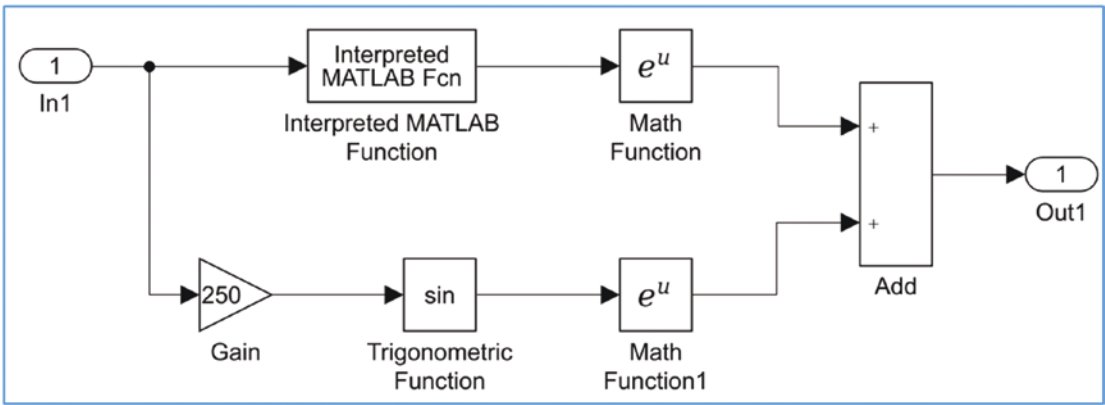 1
In1
Interpreted
MATLAB Fcn
Interpreted MATLAB
Function
e^u
Math
Function
+
+
Add
1
Out1
250
Gain
sin
Trigonometric
Function
e^u
Math
Function1